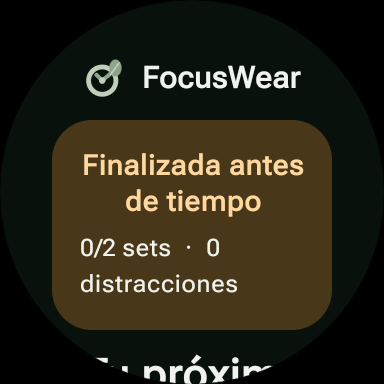 FocusWear
Finalizada antes
de tiempo
0/2 sets · 0
distracciones